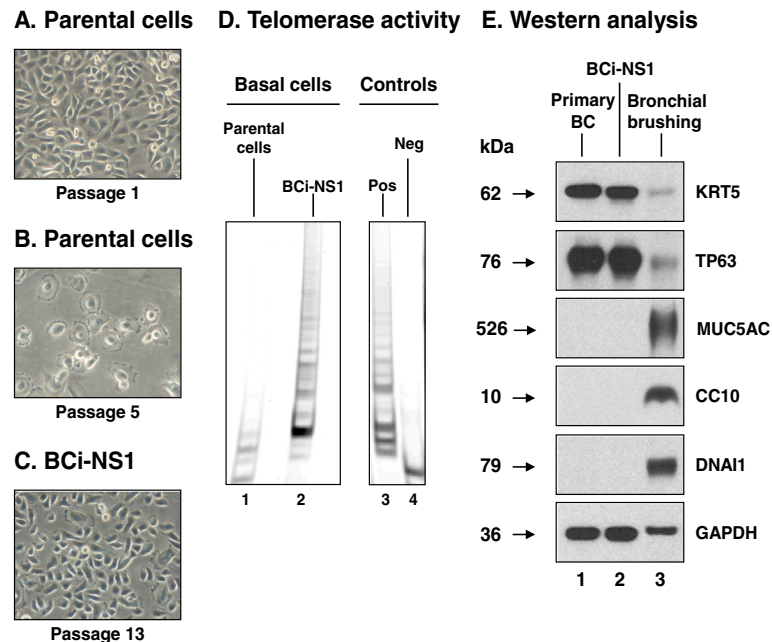 A. Parental cells
Passage 1
B. Parental cells
Passage 5
C. BCi-NS1
Passage 13
D. Telomerase activity
Basal cells
Controls
Parental
cells
BCi-NS1
Pos
Neg
1
2
3
4
E. Western analysis
BCi-NS1
Primary
BC
Bronchial
brushing
kDa
62
KRT5
76
TP63
526
MUC5AC
10
CC10
79
DNAI1
36
GAPDH
1
2
3